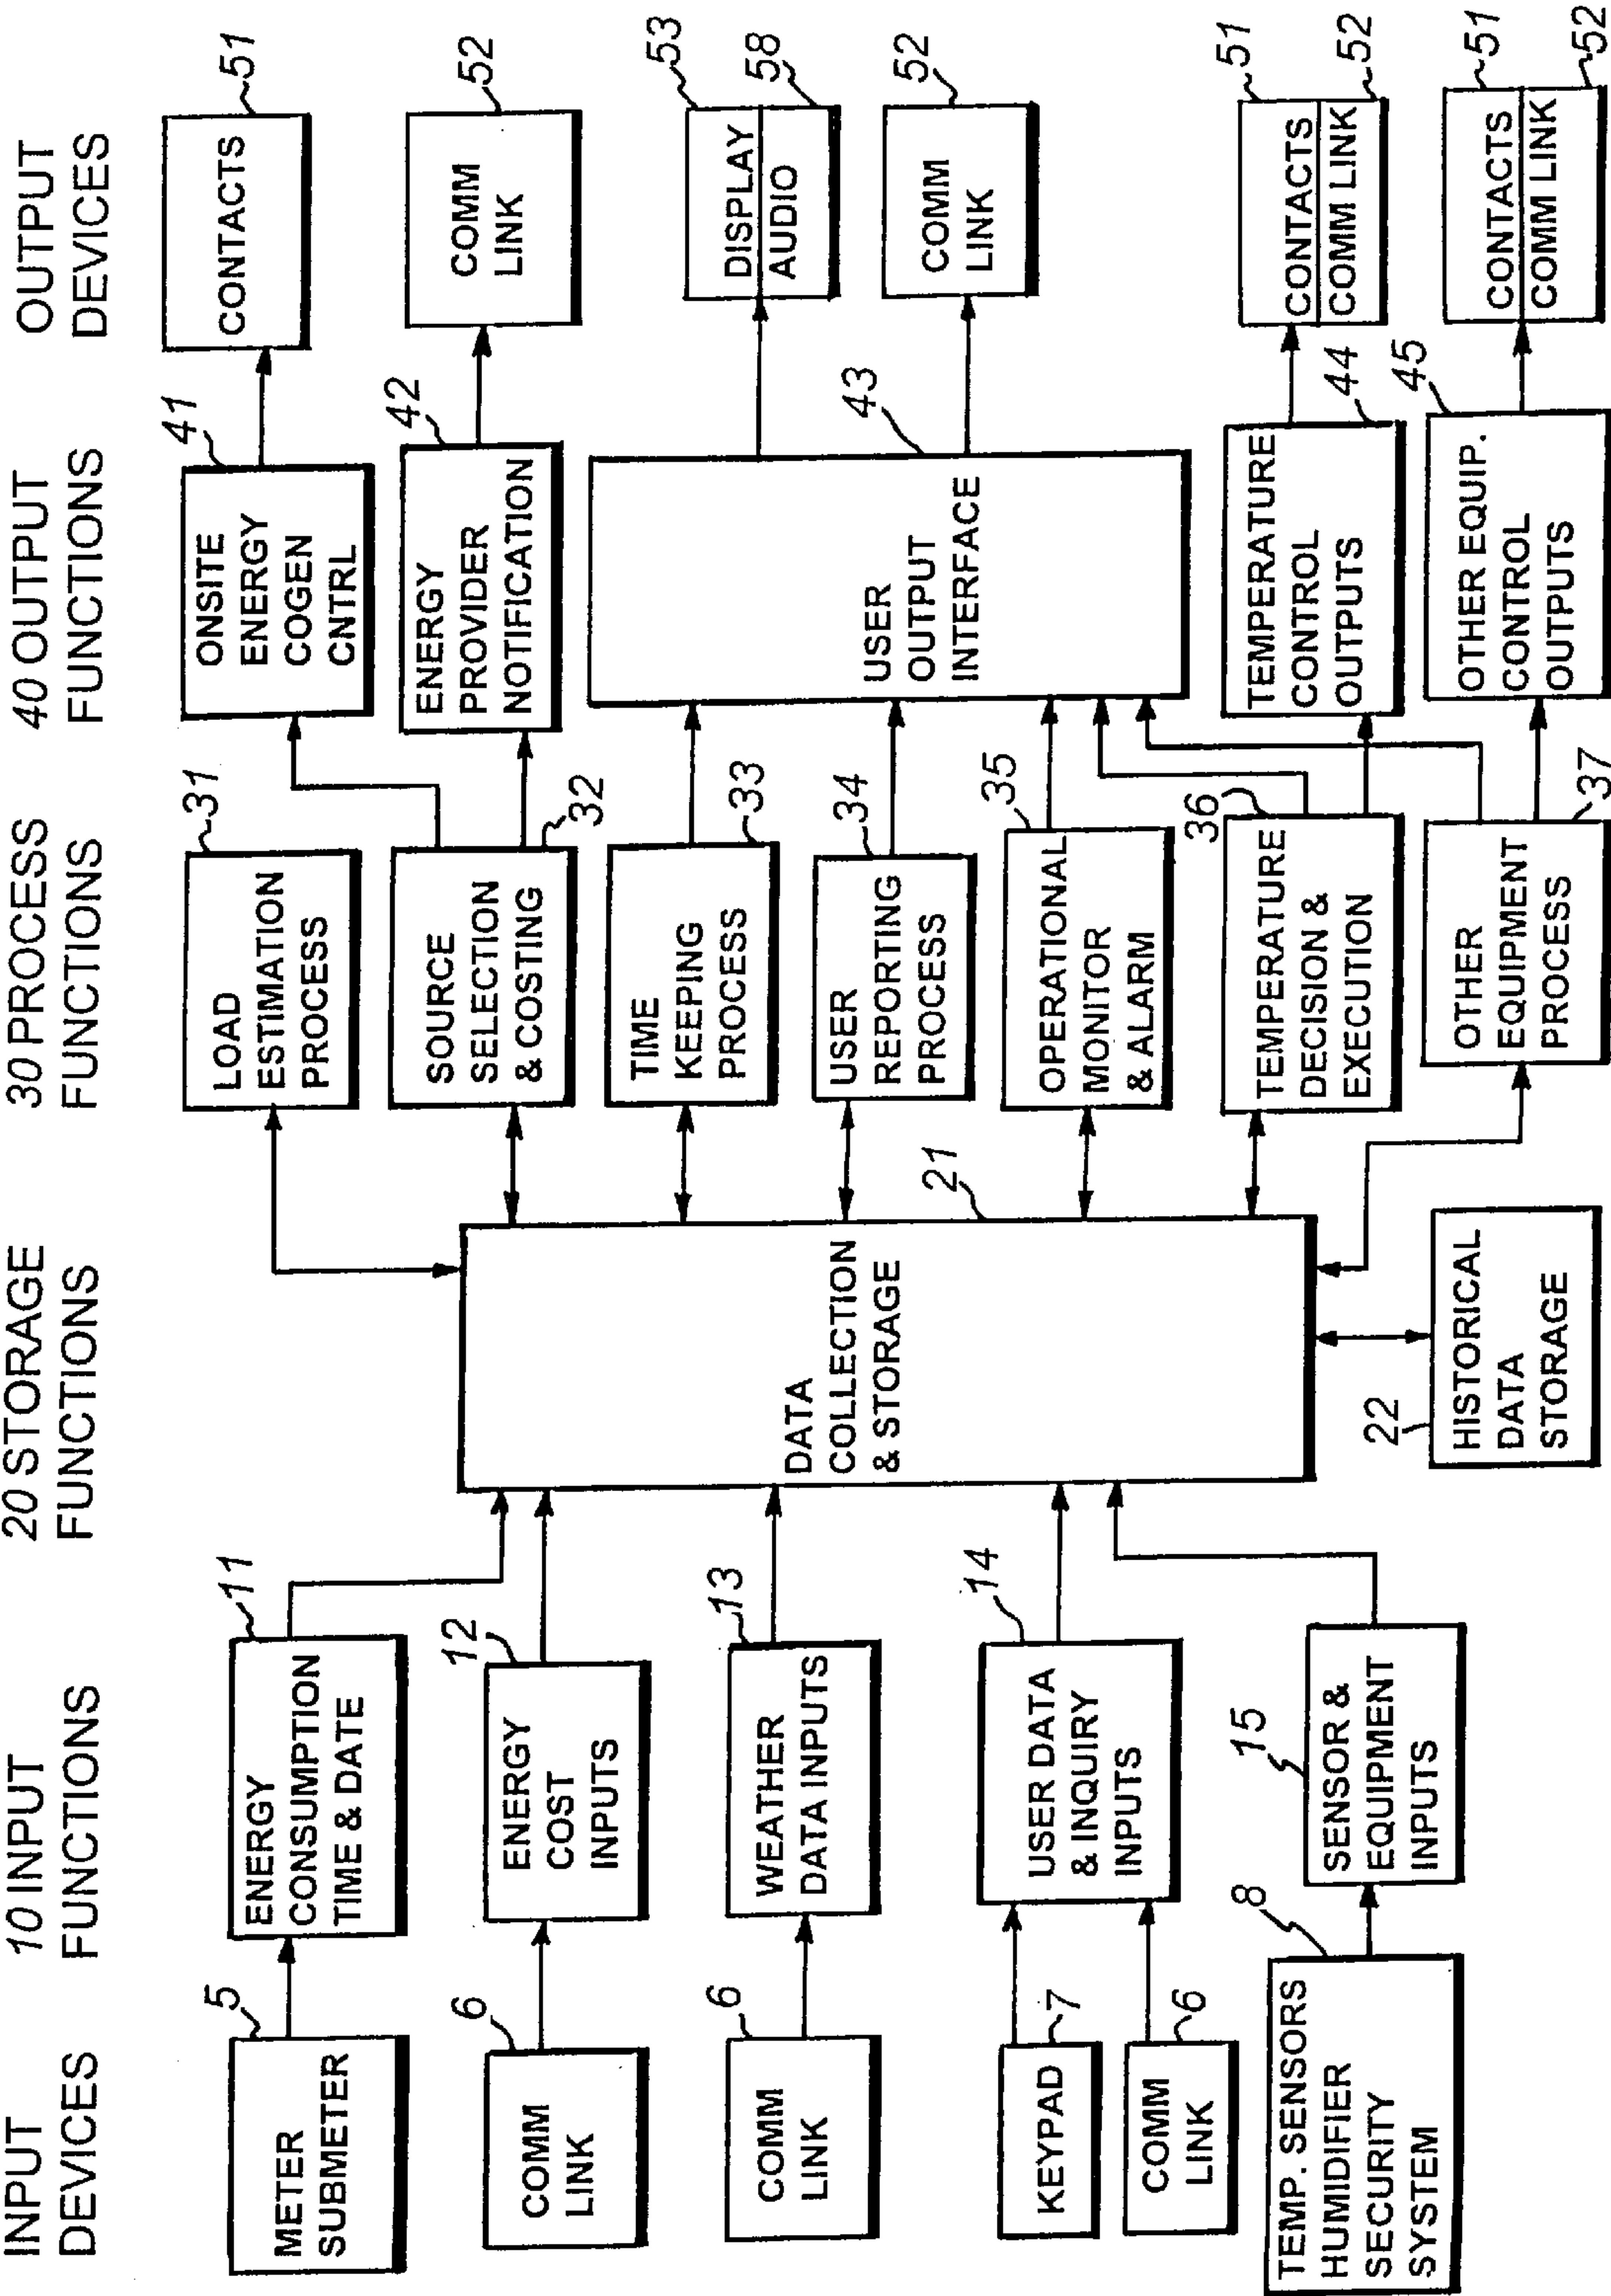 INPUT
DEVICES
10 INPUT
FUNCTIONS
20 STORAGE
FUNCTIONS
30 PROCESS
FUNCTIONS
40 OUTPUT
FUNCTIONS
OUTPUT
DEVICES
5
METER
SUBMETER
6
COMM
LINK
6
COMM
LINK
KEYPAD
7
COMM
LINK
6
8
TEMP. SENSORS
HUMIDIFIER
SECURITY
SYSTEM
11
ENERGY
CONSUMPTION
TIME & DATE
12
ENERGY
COST
INPUTS
13
WEATHER
DATA INPUTS
14
USER DATA
& INQUIRY
INPUTS
15
SENSOR &
EQUIPMENT
INPUTS
21
DATA
COLLECTION
& STORAGE
22
HISTORICAL
DATA
STORAGE
31
LOAD
ESTIMATION
PROCESS
SOURCE
SELECTION
& COSTING
32
TIME
KEEPING
PROCESS
33
USER
REPORTING
PROCESS
34
OPERATIONAL
MONITOR
& ALARM
35
36
TEMPERATURE
DECISION &
EXECUTION
OTHER
EQUIPMENT
PROCESS
37
41
ONSITE
ENERGY
COGEN
CNTRL
42
ENERGY
PROVIDER
NOTIFICATION
43
USER
OUTPUT
INTERFACE
TEMPERATURE
CONTROL
OUTPUTS
44
45
OTHER EQUIP.
CONTROL
OUTPUTS
CONTACTS
51
COMM
LINK
52
DISPLAY
53
AUDIO
58
COMM
LINK
52
CONTACTS
51
COMM LINK
52
CONTACTS
51
COMM LINK
52